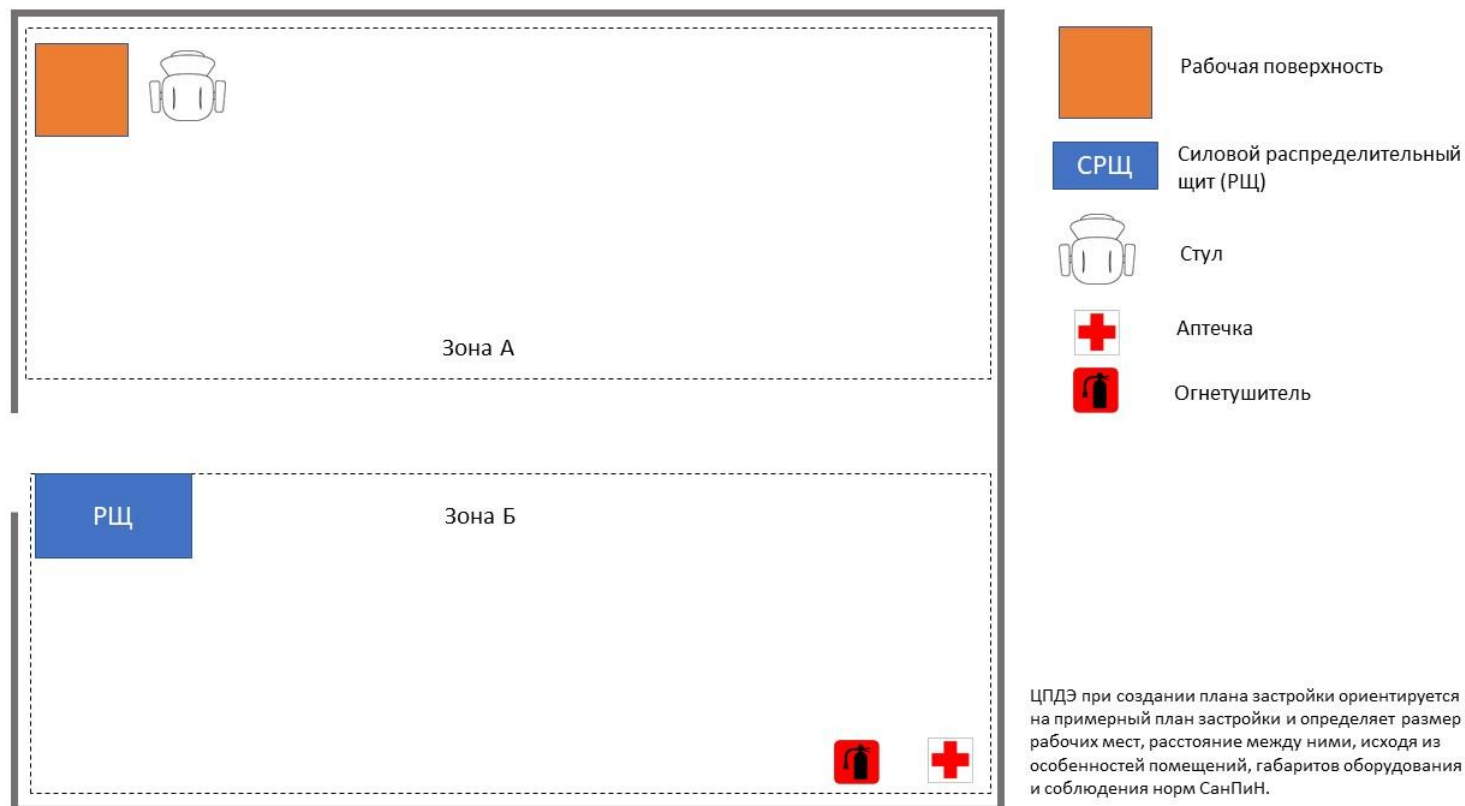 Рабочая поверхность
СРЩ
Силовой распределительный
щит (РЩ)
Стул
Аптечка
Огнетушитель
Зона А
РЩ
Зона Б
ЦПДЭ при создании плана застройки ориентируется
на примерный план застройки и определяет размер
рабочих мест, расстояние между ними, исходя из
особенностей помещений, габаритов оборудования
и соблюдения норм СанПиН.